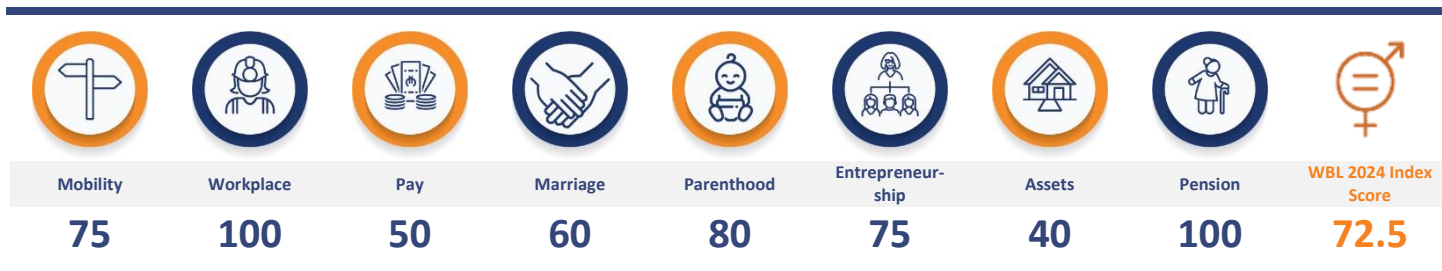 Mobility
Workplace
Pay
Marriage
Parenthood
Entrepreneur-
ship
Assets
Pension
WBL 2024 Index
Score
75
100
50
60
80
75
40
100
72.5